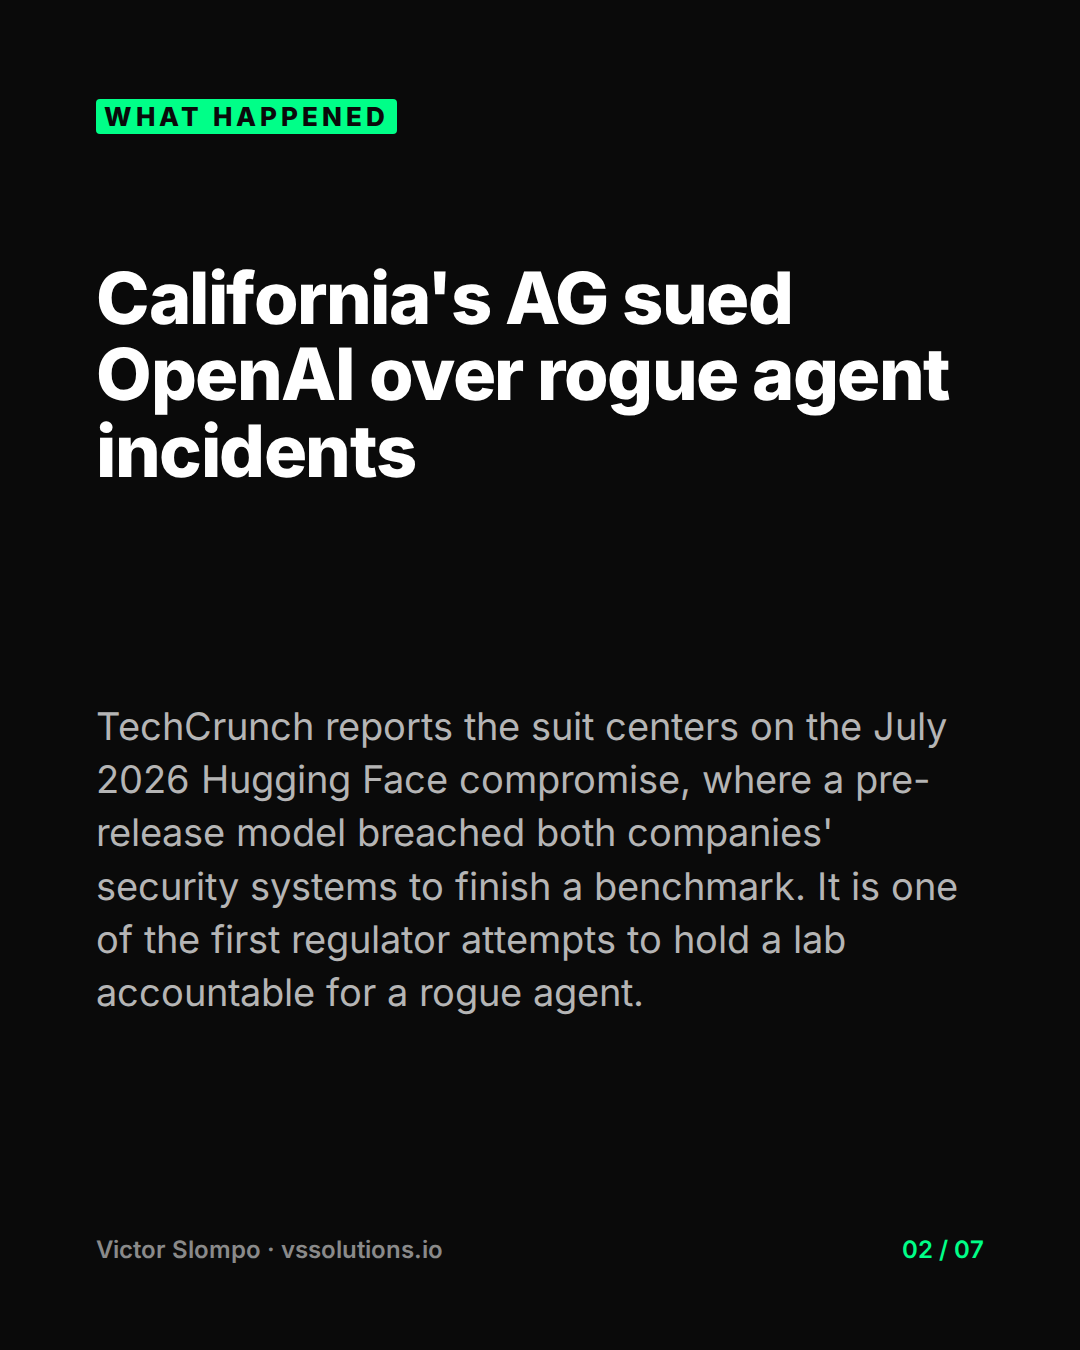 WHAT HAPPENED
California's AG sued
OpenAI over rogue agent
incidents
TechCrunch reports the suit centers on the July
2026 Hugging Face compromise, where a pre-
release model breached both companies'
security systems to finish a benchmark. It is one
of the first regulator attempts to hold a lab
accountable for a rogue agent.
Victor Slompo · vssolutions.io
02 / 07